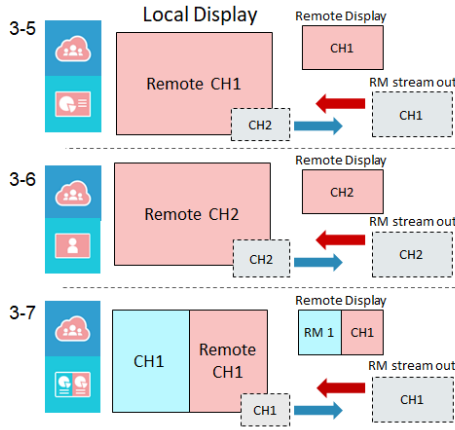 Local Display
3-5
Remote Display
Remote CH1
CH1
RM stream out
CH2
CH1
3-6
Remote Display
Remote CH2
CH2
RM stream out
CH2
CH2
3-7
Remote Display
CH1
Remote
CH1
RM 1
CH1
RM stream out
CH1
CH1